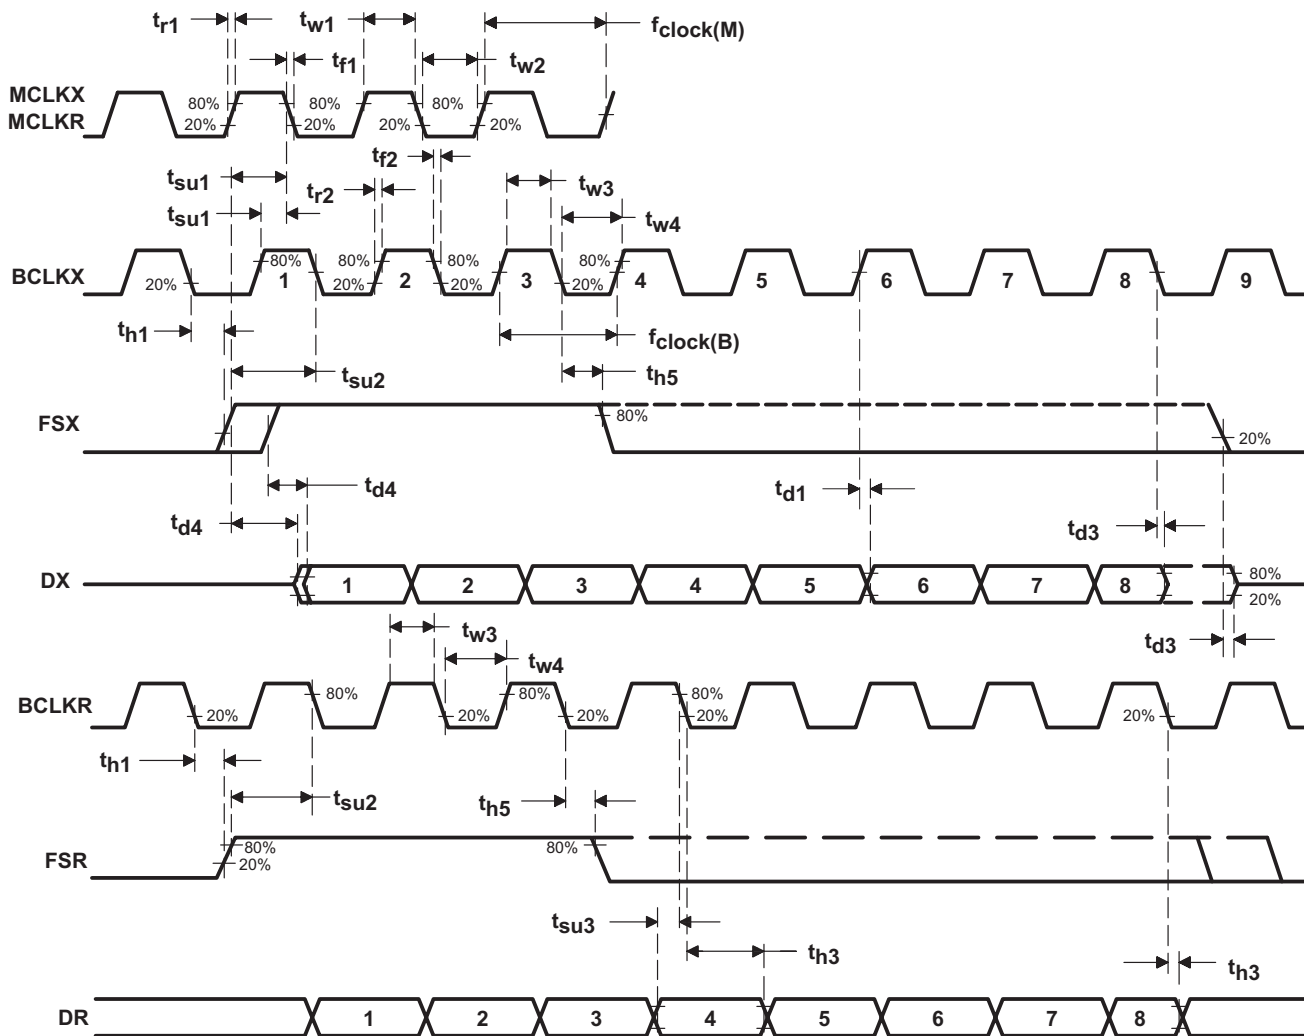 tr1
tw1
fclock(M)
tf1
tw2
MCLKX
MCLKR
80%
20%
20%
80%
80%
20%
20%
tf2
tsu1
tr2
tw3
tsu1
tw4
BCLKX
20%
80%
1
80%
20%
2
80%
20%
3
80%
20%
4
5
6
7
8
20%
9
80%
th1
fclock(B)
tsu2
th5
FSX
80%
20%
td4
td1
td4
td3
DX
1
2
3
4
5
6
7
8
80%
20%
tw3
td3
tw4
BCLKR
20%
80%
20%
80%
20%
80%
20%
20%
th1
tsu2
th5
FSR
80%
20%
80%
tsu3
th3
th3
DR
1
2
3
4
5
6
7
8